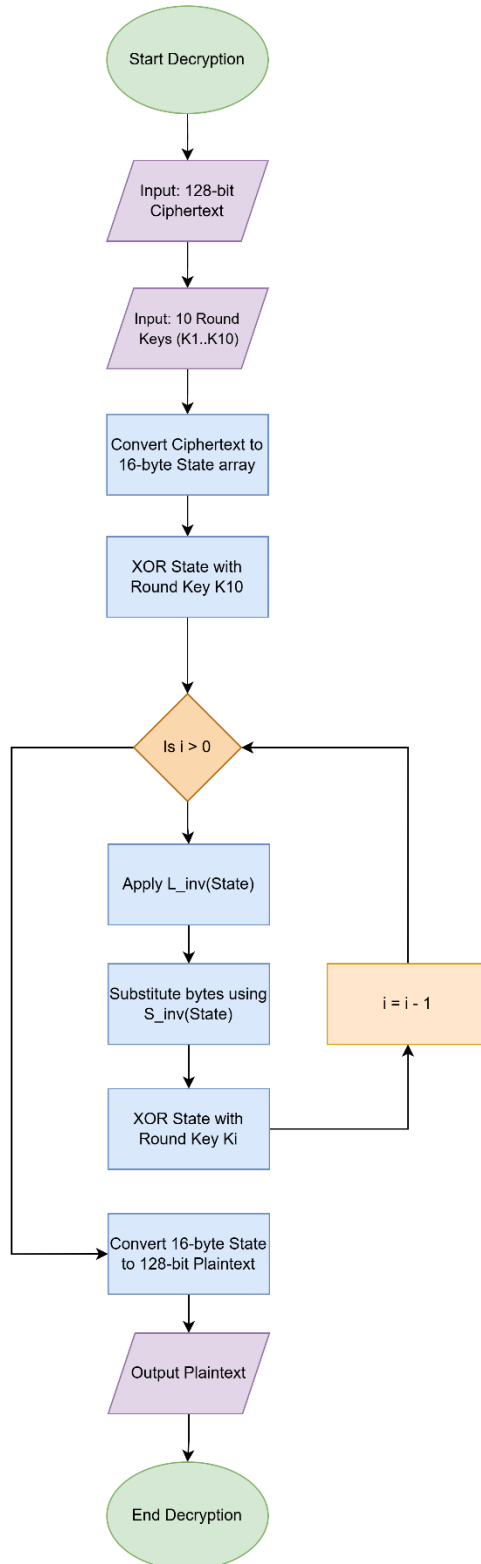 Start Decryption
Input: 128-bit
Ciphertext
Input: 10 Round
Keys (K1..K10)
Convert Ciphertext to
16-byte State array
XOR State with
Round Key K10
Is i > 0
Apply L_inv(State)
Substitute bytes using
S_inv(State)
i = i - 1
XOR State with
Round Key Ki
Convert 16-byte State
to 128-bit Plaintext
Output Plaintext
End Decryption